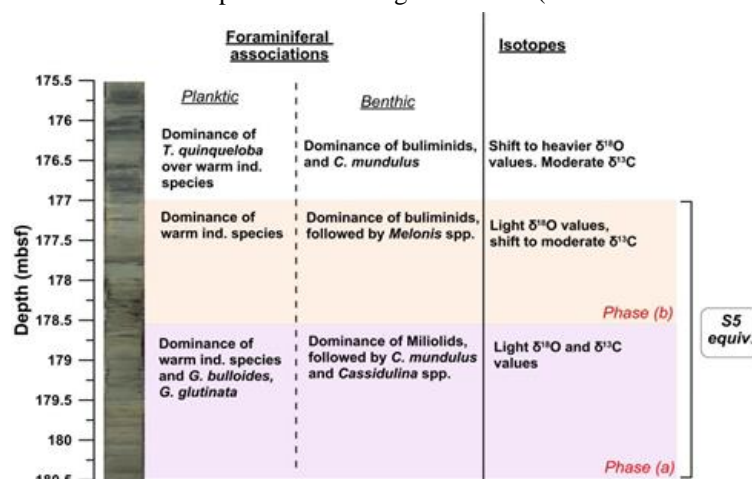 Foraminiferal
associations
Isotopes
Planktic
Benthic
Depth (mbsf)
175.5
176
176.5
177
177.5
178
178.5
179
179.5
180
Dominance of
T. quinqueloba
over warm ind.
species
Dominance of buliminids,
and C. mundulus
Shift to heavier δ¹⁸O
values. Moderate δ¹³C
Dominance of
warm ind. species
Dominance of buliminids,
followed by Melonis spp.
Light δ¹⁸O values,
shift to moderate δ¹³C
Phase (b)
Dominance of
warm ind. species
and G. bulloides,
G. glutinata
Dominance of Miliolids,
followed by C. mundulus
and Cassidulina spp.
Light δ¹⁸O and δ¹³C
values
Phase (a)
S5
equiv.